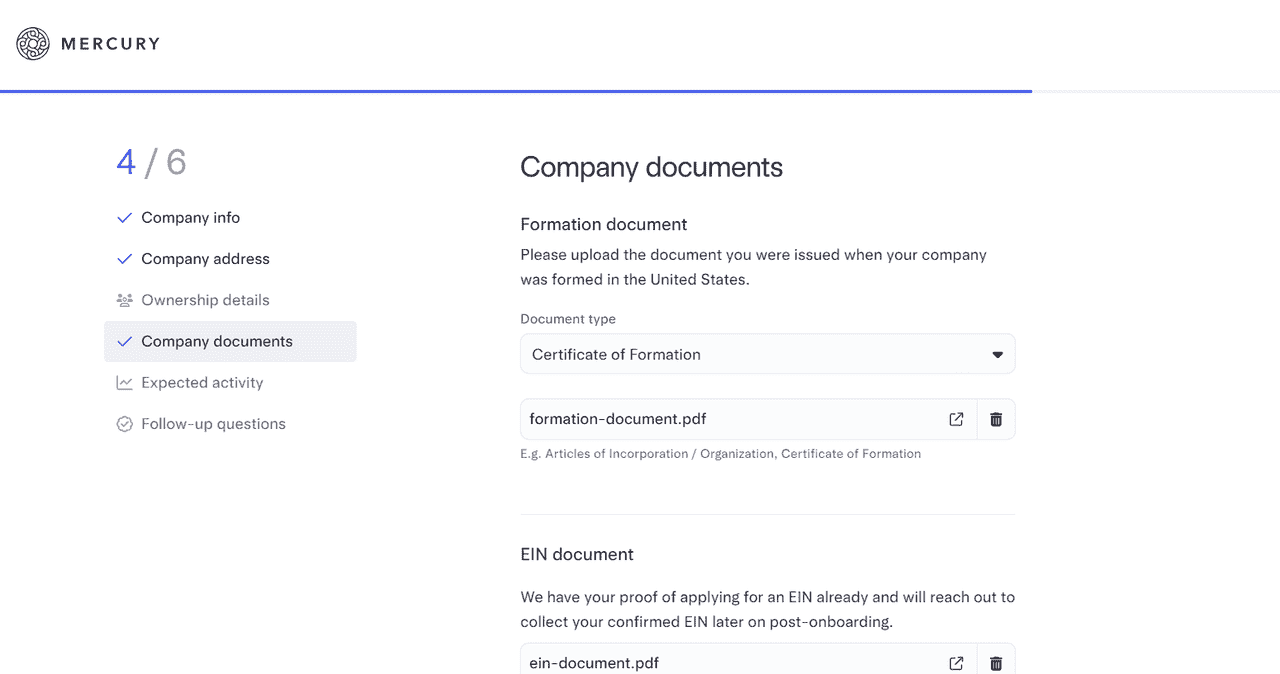 MERCURY
4 / 6
Company info
Company address
Ownership details
Company documents
Expected activity
Follow-up questions
Company documents
Formation document
Please upload the document you were issued when your company
was formed in the United States.
Document type
Certificate of Formation
formation-document.pdf
E.g. Articles of Incorporation / Organization, Certificate of Formation
EIN document
We have your proof of applying for an EIN already and will reach out to
collect your confirmed EIN later on post-onboarding.
ein-document.pdf